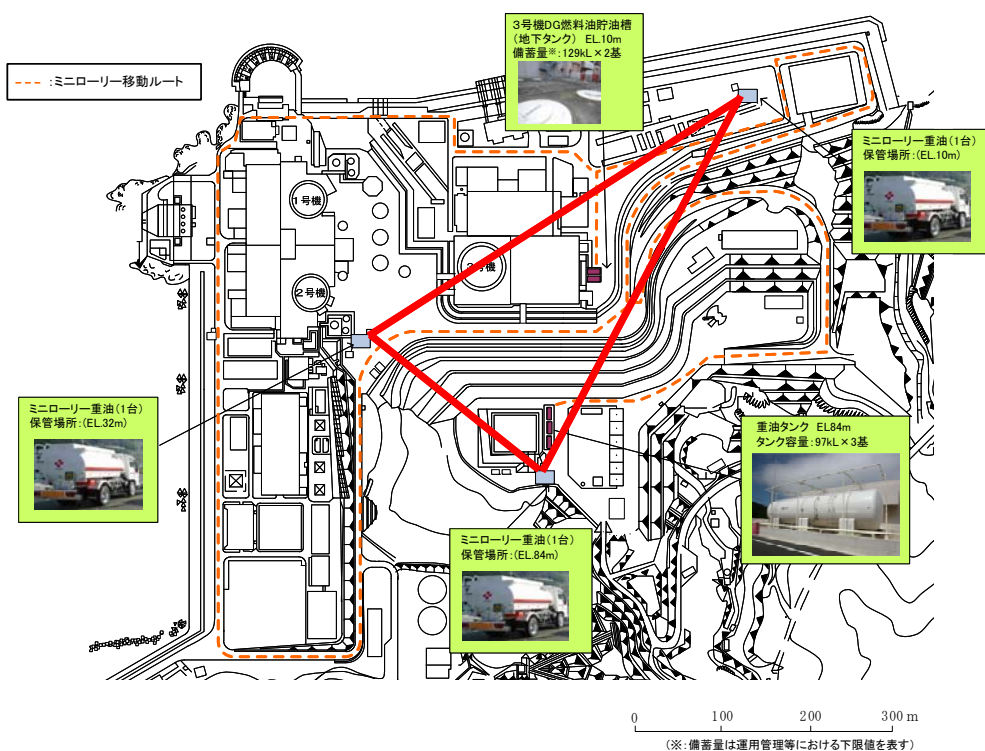 3号機DG燃料油貯油槽
(地下タンク) EL.10m
備蓄量※:129kL×2基
:ミニローリー移動ルート
ミニローリー重油(1台)
保管場所:(EL.10m)
1号機
3号機
2号機
ミニローリー重油(1台)
保管場所:(EL.32m)
重油タンク EL84m
タンク容量:97kL×3基
ミニローリー重油(1台)
保管場所:(EL.84m)
0 100 200 300 m
(※:備蓄量は運用管理等における下限値を表す)